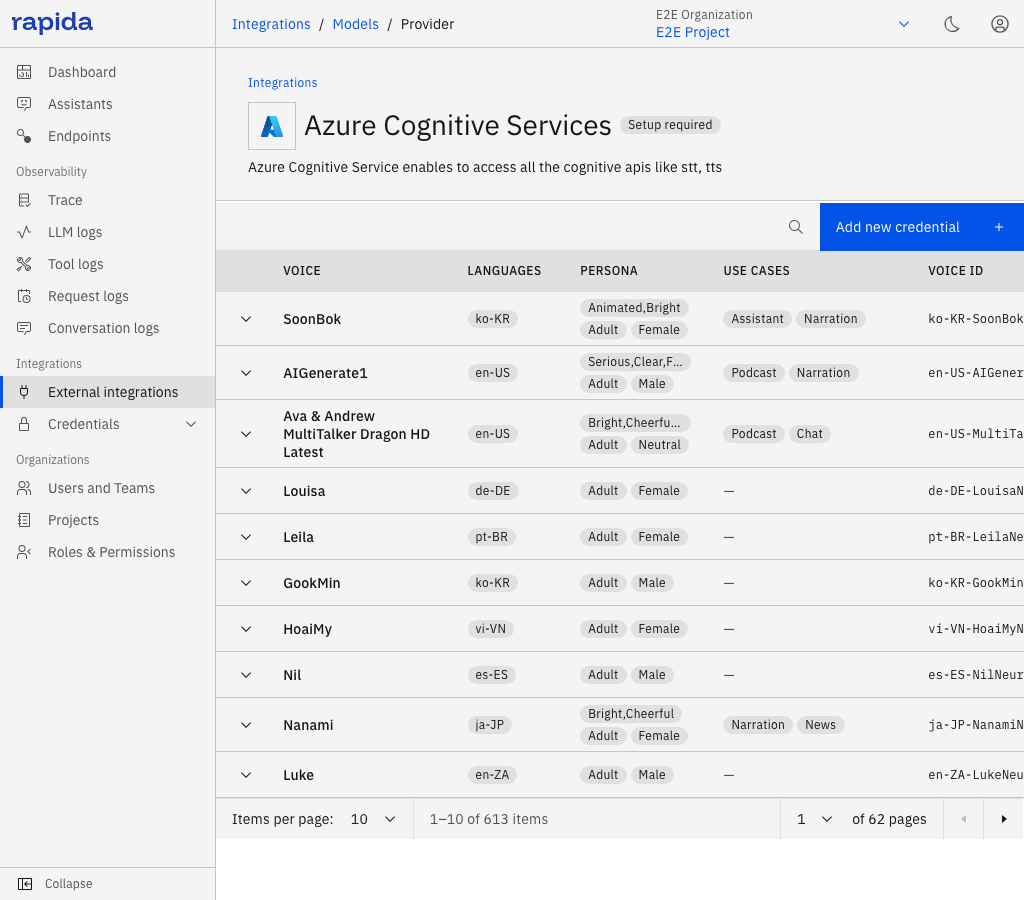 rapida
Integrations / Models / Provider
E2E Organization
E2E Project
Dashboard
Assistants
Endpoints
Observability
Trace
LLM logs
Tool logs
Request logs
Conversation logs
Integrations
External integrations
Credentials
Organizations
Users and Teams
Projects
Roles & Permissions
Collapse
Integrations
Azure Cognitive Services Setup required
Azure Cognitive Service enables to access all the cognitive apis like stt, tts
Add new credential
VOICE LANGUAGES PERSONA USE CASES VOICE ID
SoonBok ko-KR Animated,Bright Adult Female Assistant Narration ko-KR-SoonBok
AIGenerate1 en-US Serious,Clear,F... Adult Male Podcast Narration en-US-AIGener
Ava & Andrew
MultiTalker Dragon HD
Latest
en-US Bright,Cheerfu... Adult Neutral Podcast Chat en-US-MultiTa
Louisa de-DE Adult Female — de-DE-LouisaN
Leila pt-BR Adult Female — pt-BR-LeilaNe
GookMin ko-KR Adult Male — ko-KR-GookMin
HoaiMy vi-VN Adult Female — vi-VN-HoaiMyN
Nil es-ES Adult Male — es-ES-NilNeur
Nanami ja-JP Bright,Cheerful Adult Female Narration News ja-JP-NanamiN
Luke en-ZA Adult Male — en-ZA-LukeNeu
Items per page: 10 1–10 of 613 items 1 of 62 pages